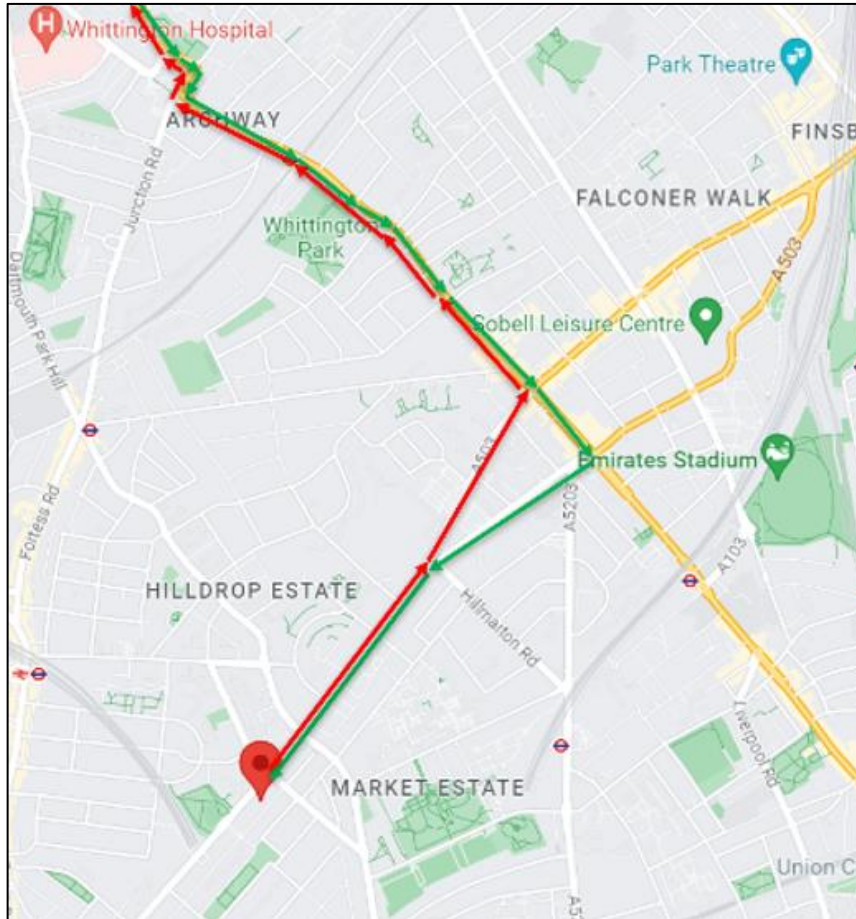 H
Whittington Hospital
Park Theatre
ARCHWAY
FINSB
Junction Rd
FALCONER WALK
Whittington
Park
A503
Dartmouth Park Hill
Sobell Leisure Centre
A503
Emirates Stadium
Fortess Rd
A5203
A103
HILLDROP ESTATE
Hillmarton Rd
Liverpool Rd
MARKET ESTATE
Union C
A5